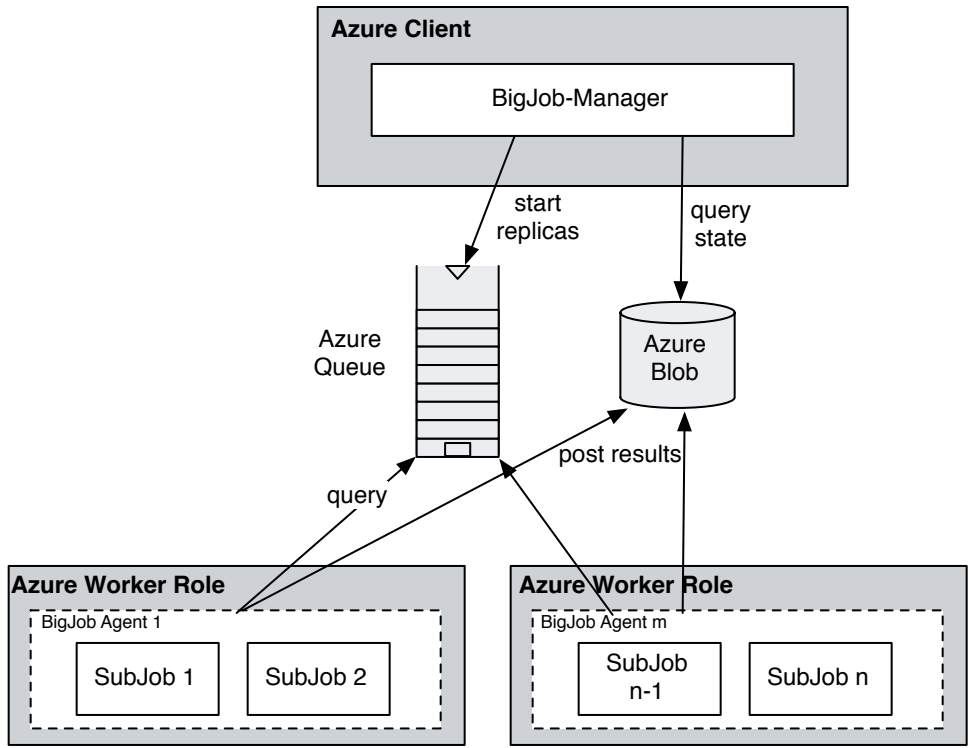 Azure Client
BigJob-Manager
start
replicas
query
state
Azure
Queue
Azure
Blob
post results
query
Azure Worker Role
BigJob Agent 1
SubJob 1
SubJob 2
Azure Worker Role
BigJob Agent m
SubJob
n-1
SubJob n